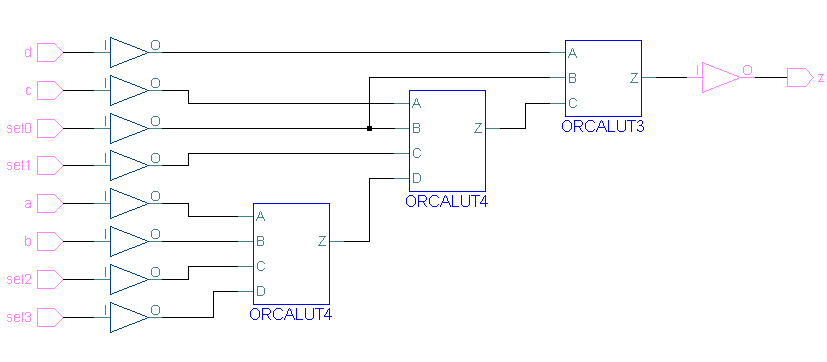 d I O A
B Z I O z
c I O A C
sel0 I O B Z ORCALUT3
sel1 I O C
D
a I O A ORCALUT4
b I O B Z
sel2 I O C
sel3 I O D
ORCALUT4